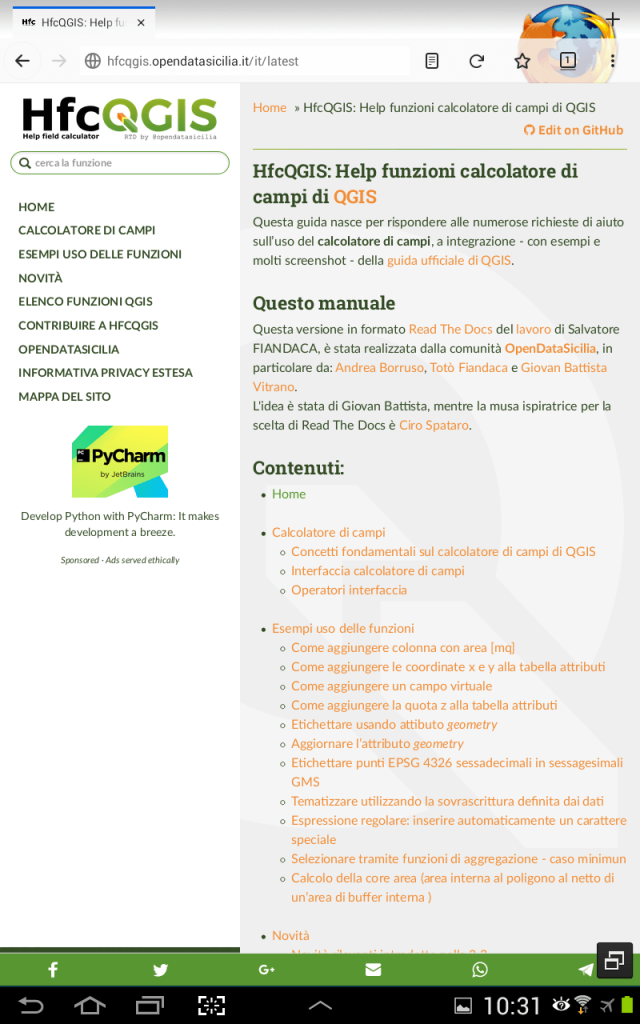 Hfc HfcQGIS: Help fu
hfcqgis.opendatasicilia.it/it/latest
1
HfcQGIS
Help field calculator
RTD by @opendatasicilia
cerca la funzione
HOME
CALCOLATORE DI CAMPI
ESEMPI USO DELLE FUNZIONI
NOVITÀ
ELENCO FUNZIONI QGIS
CONTRIBUIRE A HFCQGIS
OPENDATASICILIA
INFORMATIVA PRIVACY ESTESA
MAPPA DEL SITO
PC PyCharm
by JetBrains
Develop Python with PyCharm: It makes
development a breeze.
Sponsored - Ads served ethically
Home » HfcQGIS: Help funzioni calcolatore di campi di QGIS
Edit on GitHub
HfcQGIS: Help funzioni calcolatore di
campi di QGIS
Questa guida nasce per rispondere alle numerose richieste di aiuto
sull'uso del calcolatore di campi, a integrazione - con esempi e
molti screenshot - della guida ufficiale di QGIS.
Questo manuale
Questa versione in formato Read The Docs del lavoro di Salvatore
FIANDACA, è stata realizzata dalla comunità OpenDataSicilia, in
particolare da: Andrea Borruso, Totò Fiandaca e Giovan Battista
Vitrano.
L'idea è stata di Giovan Battista, mentre la musa ispiratrice per la
scelta di Read The Docs è Ciro Spataro.
Contenuti:
• Home
• Calcolatore di campi
◦ Concetti fondamentali sul calcolatore di campi di QGIS
◦ Interfaccia calcolatore di campi
◦ Operatori interfaccia
• Esempi uso delle funzioni
◦ Come aggiungere colonna con area [mq]
◦ Come aggiungere le coordinate x e y alla tabella attributi
◦ Come aggiungere un campo virtuale
◦ Come aggiungere la quota z alla tabella attributi
◦ Etichettare usando attibuto geometry
◦ Aggiornare l'attributo geometry
◦ Etichettare punti EPSG 4326 sessadecimali in sessagesimali
GMS
◦ Tematizzare utilizzando la sovrascrittura definita dai dati
◦ Espressione regolare: inserire automaticamente un carattere
speciale
◦ Selezionare tramite funzioni di aggregazione - caso minimun
◦ Calcolo della core area (area interna al poligono al netto di
un'area di buffer interna )
• Novità
10:31